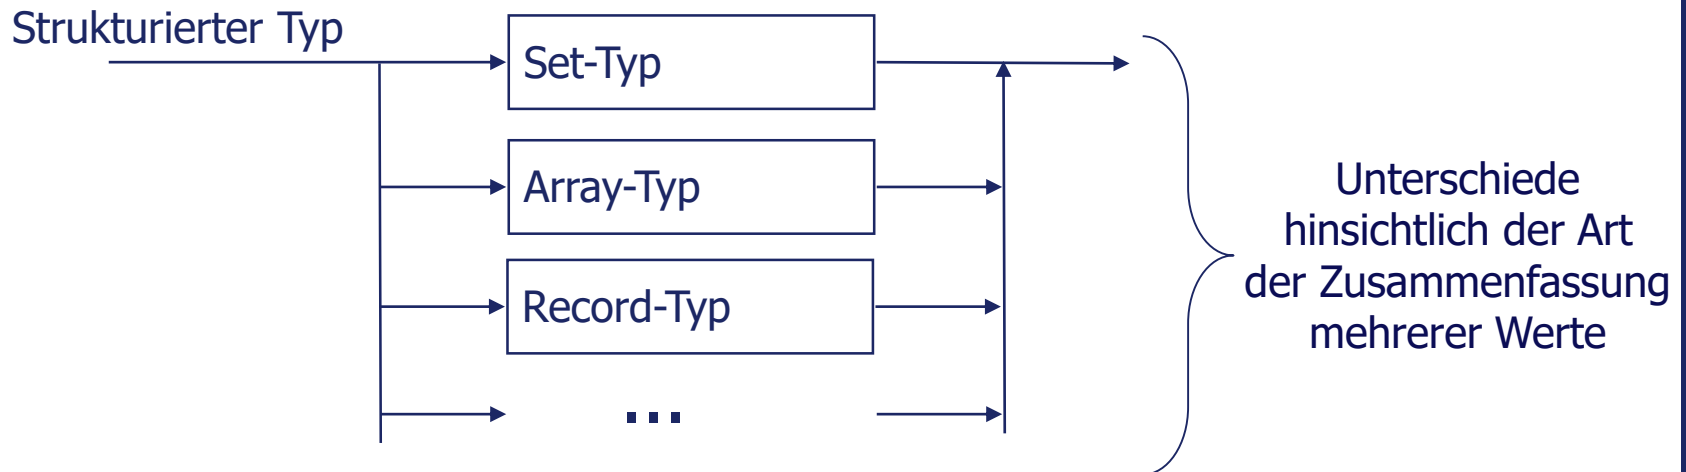 Strukturierter Typ
Set-Typ
Array-Typ
Record-Typ
...
Unterschiede
hinsichtlich der Art
der Zusammenfassung
mehrerer Werte